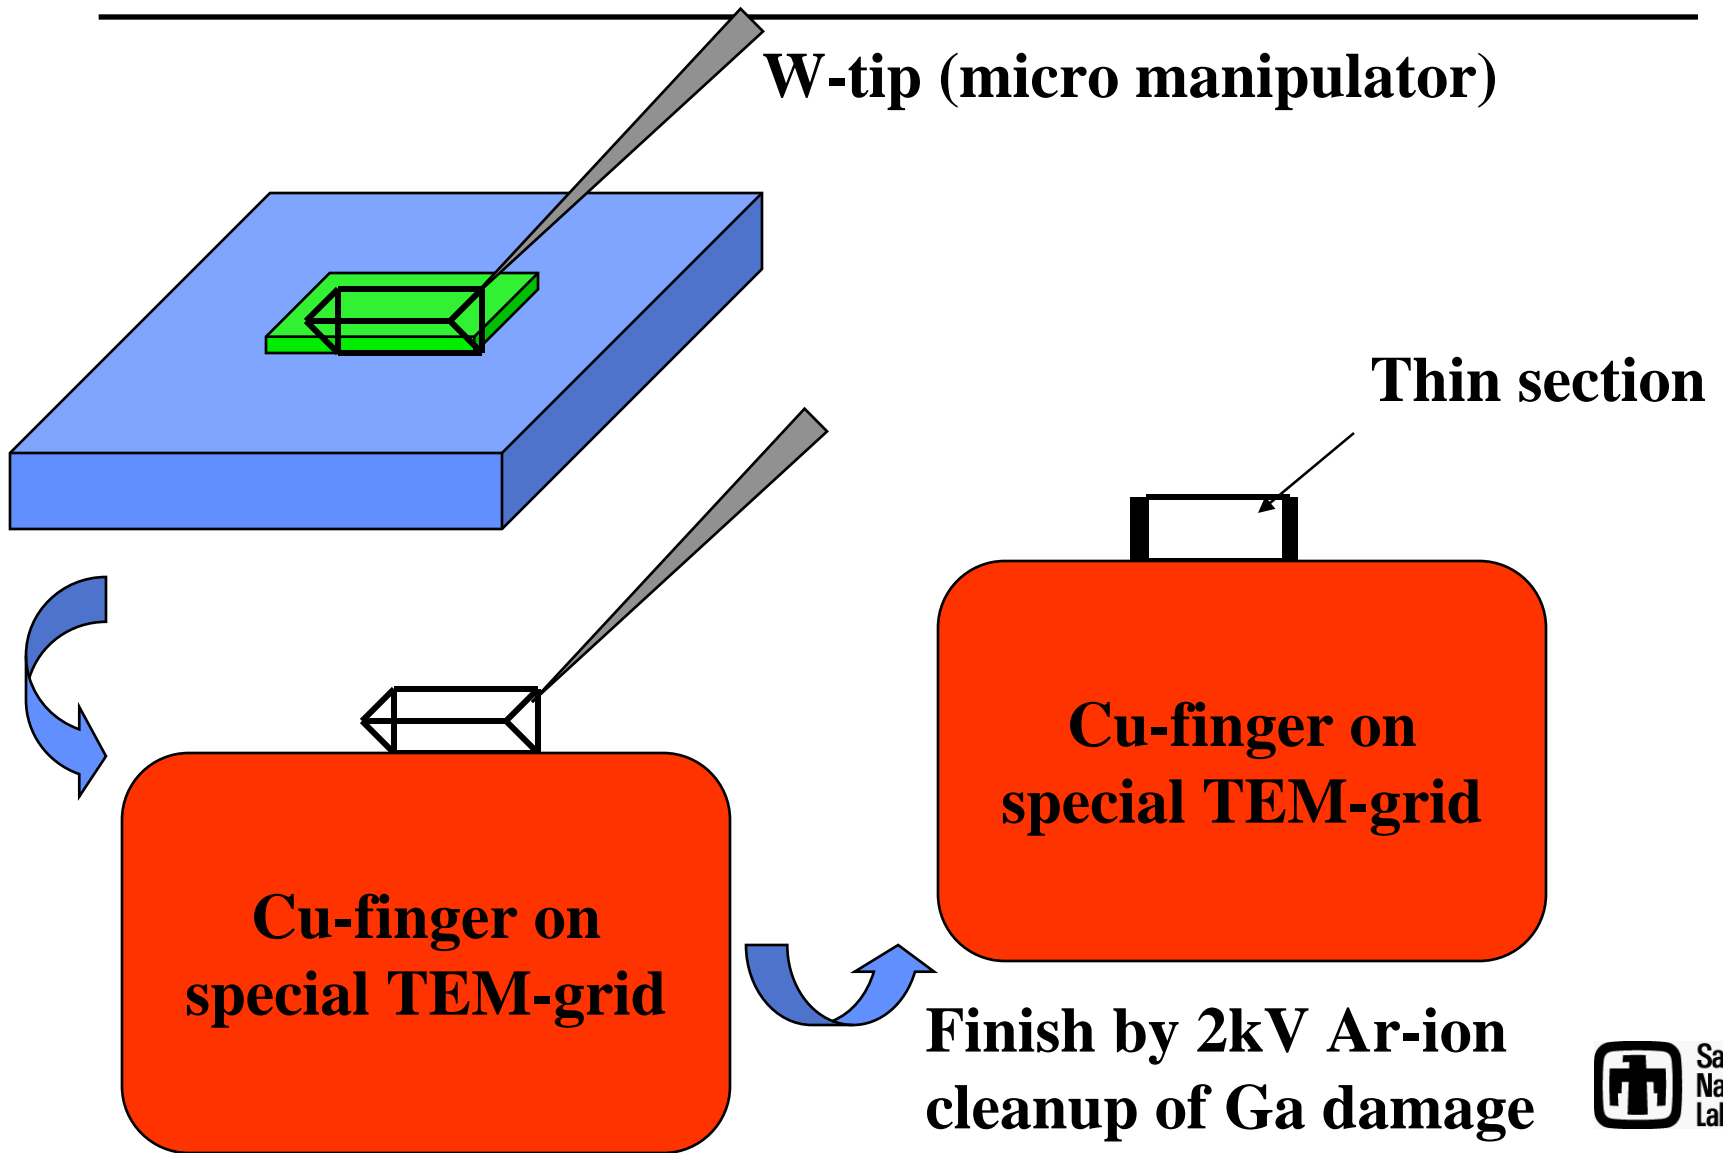 W-tip (micro manipulator)
Thin section
Cu-finger on
special TEM-grid
Cu-finger on
special TEM-grid
Finish by 2kV Ar-ion
cleanup of Ga damage